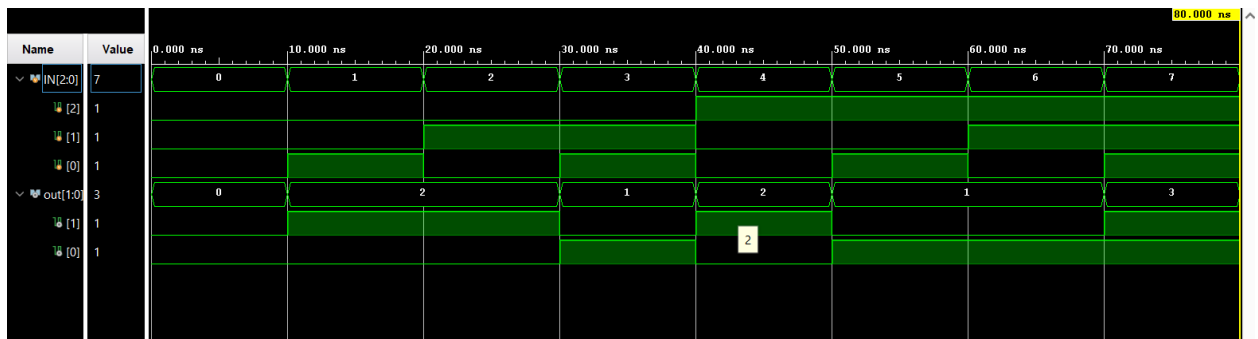 80.000 ns
Name Value 0.000 ns 10.000 ns 20.000 ns 30.000 ns 40.000 ns 50.000 ns 60.000 ns 70.000 ns
IN[2:0] 7 0 1 2 3 4 5 6 7
[2] 1
[1] 1
[0] 1
out[1:0] 3 0 2 1 2 1 3
[1] 1
2
[0] 1